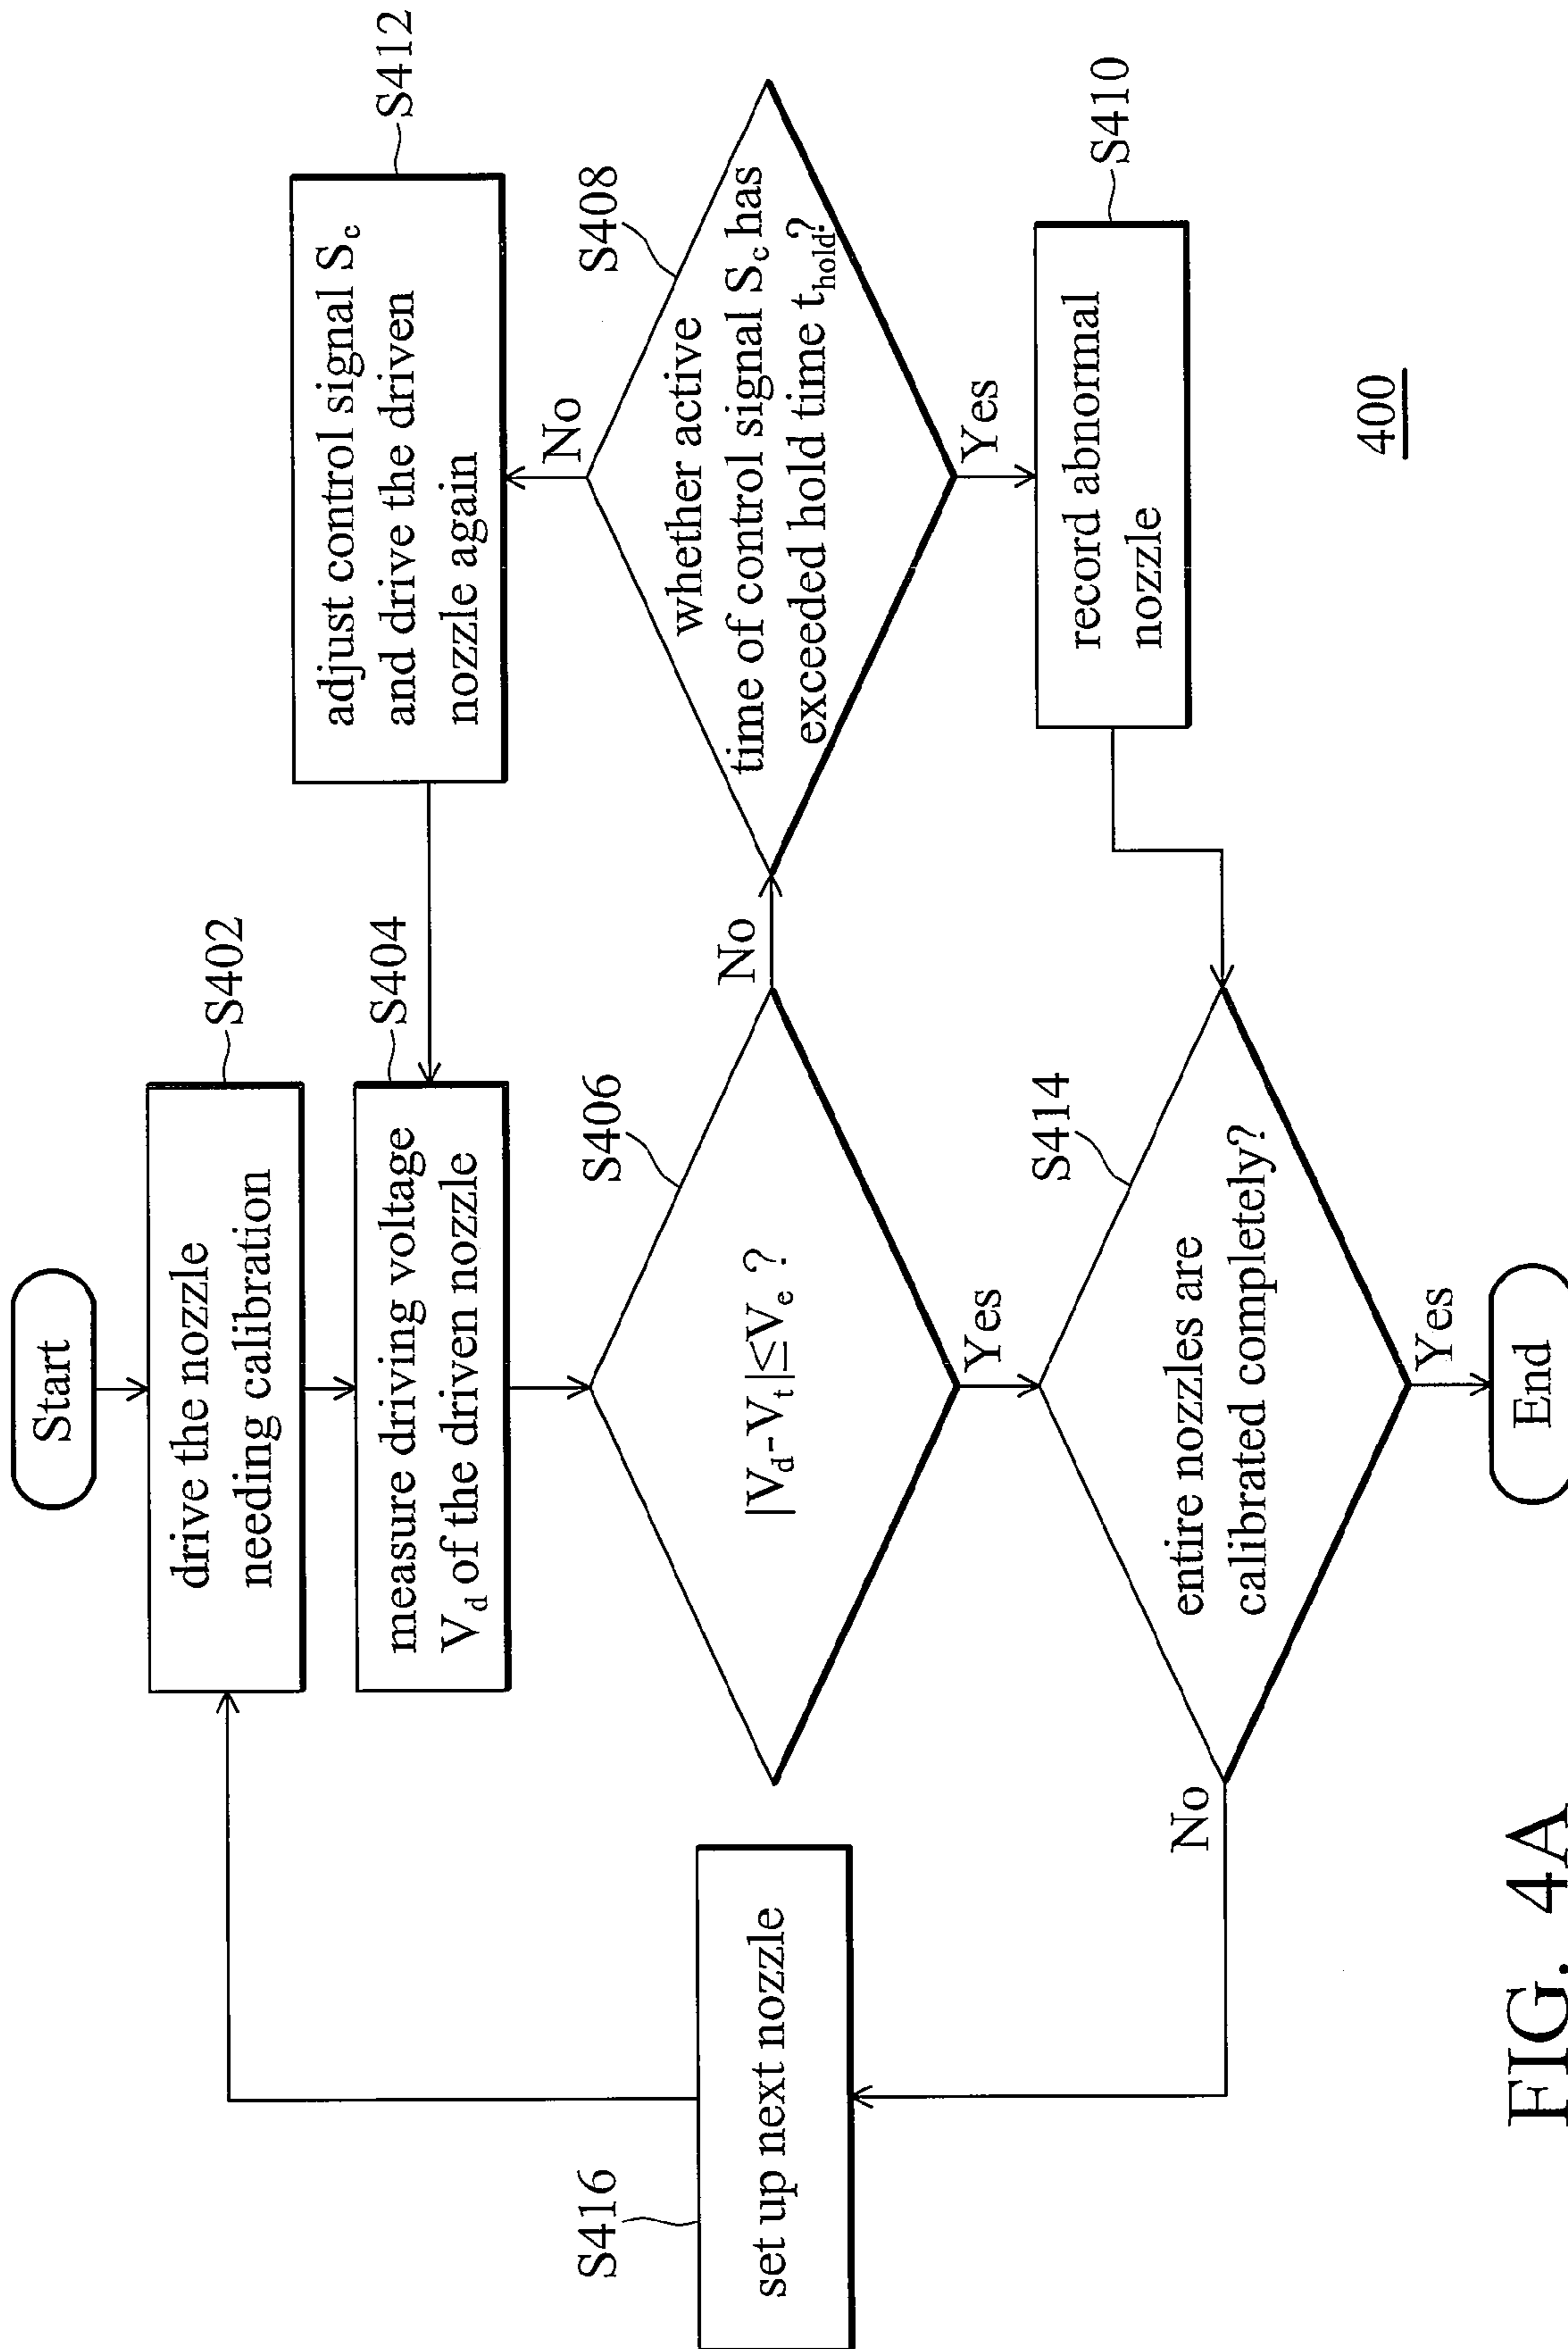 Start
drive the nozzle
needing calibration
S402
measure driving voltage
V_d of the driven nozzle
S404
|V_d-V_t|≤V_e ?
S406
No
Yes
whether active
time of control signal S_c has
exceeded hold time t_hold?
S408
No
Yes
adjust control signal S_c
and drive the driven
nozzle again
S412
record abnormal
nozzle
S410
entire nozzles are
calibrated completely?
S414
No
Yes
set up next nozzle
S416
End
400
FIG. 4A